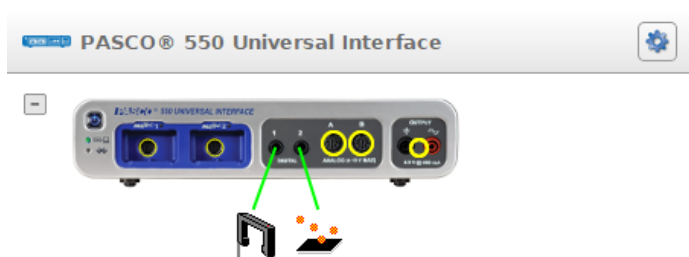 PASCO® 550 Universal Interface
550 UNIVERSAL INTERFACE
1 2 A B
OUTPUT
DIGITAL